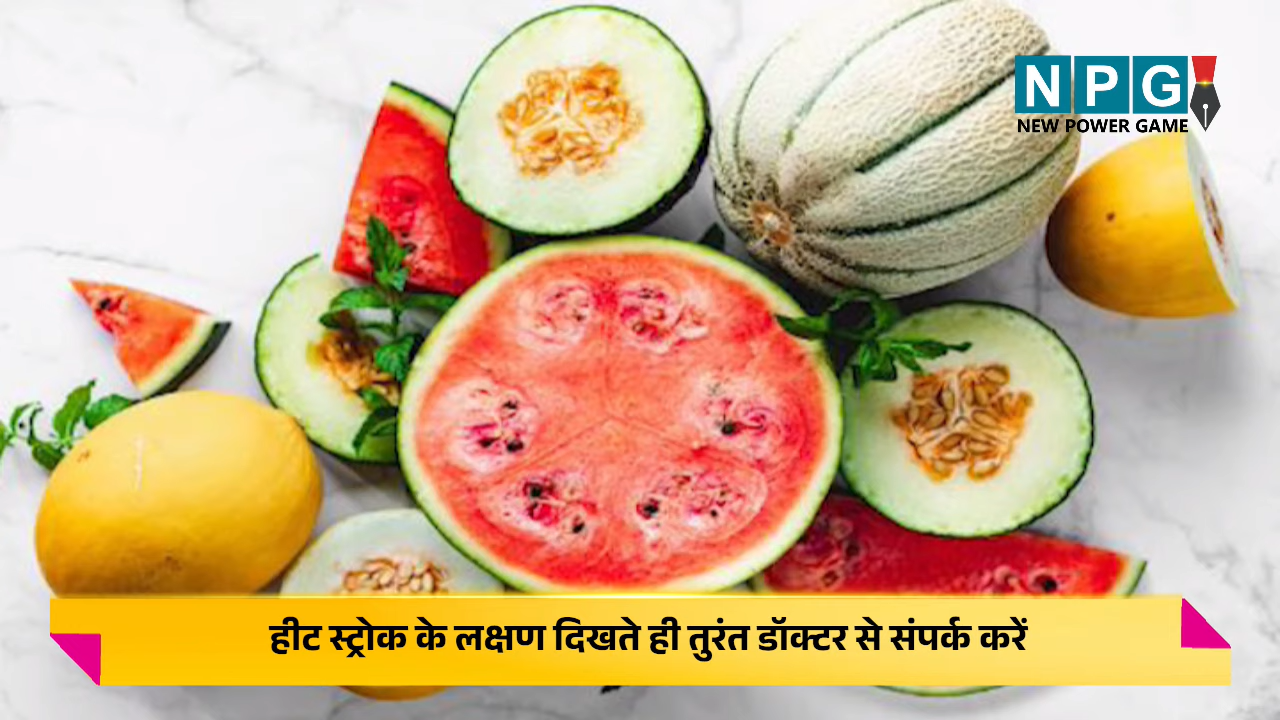 NPG
NEW POWER GAME
हीट स्ट्रोक के लक्षण दिखते ही तुरंत डॉक्टर से संपर्क करें